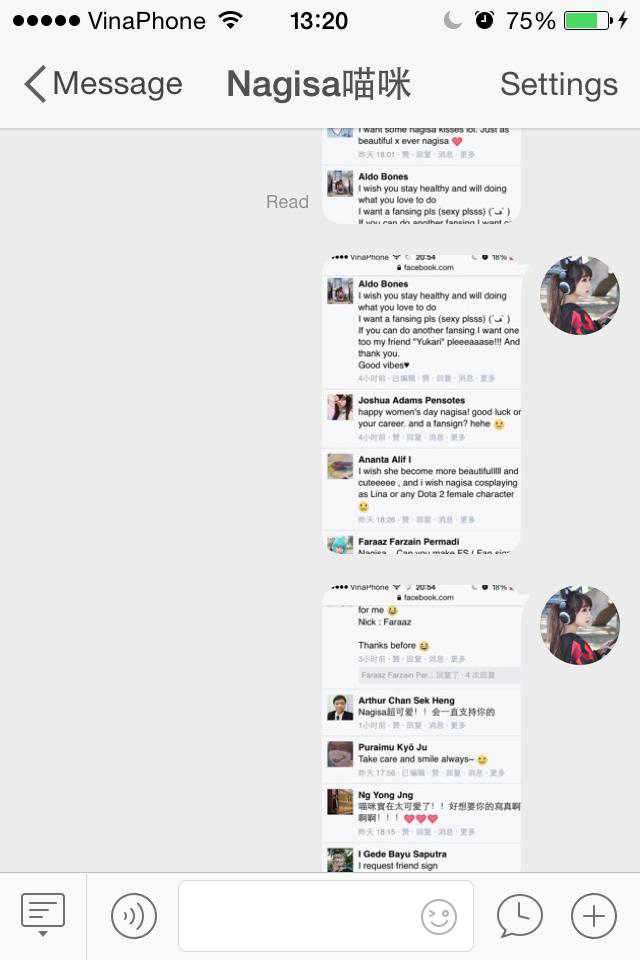 VinaPhone 13:20 75%
Message Nagisa喵咪 Settings
I want some nagisa kisses lol. Just as
beautiful x ever nagisa ❤
昨天 18:01 · 赞 · 回复 · 消息 · 更多
Read
Aldo Bones
I wish you stay healthy and will doing
what you love to do
I want a fansing pls (sexy plsss)
If you can do another fansing I want
VinaPhone 20:54 18%
facebook.com
Aldo Bones
I wish you stay healthy and will doing
what you love to do
I want a fansing pls (sexy plsss)
If you can do another fansing I want one
too my friend "Yukari" pleeeaaase!!! And
thank you.
Good vibes♥
4小时前 · 已编辑 · 赞 · 回复 · 消息 · 更多
Joshua Adams Pensotes
happy women's day nagisa! good luck or
your career. and a fansign? hehe
4小时前 · 赞 · 回复 · 消息 · 更多
Ananta Alif I
I wish she become more beautifulllll and
cuteeeee , and i wish nagisa cosplaying
as Lina or any Dota 2 female character
昨天 18:26 · 赞 · 回复 · 消息 · 更多
Faraaz Farzain Permadi
Nagisa .. Can you make FS / Fan sign
VinaPhone 20:54 18%
facebook.com
for me 😂
Nick : Faraaz
Thanks before 😂
3小时前 · 赞 · 回复 · 消息 · 更多
Faraaz Farzain Per... 回复了 · 4 次回复
Arthur Chan Sek Heng
Nagisa超可爱！！会一直支持你的
1小时前 · 赞 · 回复 · 消息 · 更多
Puraimu Kyō Ju
Take care and smile always~
昨天 17:56 · 已编辑 · 赞 · 回复 · 消息 · 更多
Ng Yong Jng
喵咪實在太可愛了！！好想要你的寫真啊
啊啊！！！❤❤❤
昨天 18:15 · 赞 · 回复 · 消息 · 更多
I Gede Bayu Saputra
I request friend sign